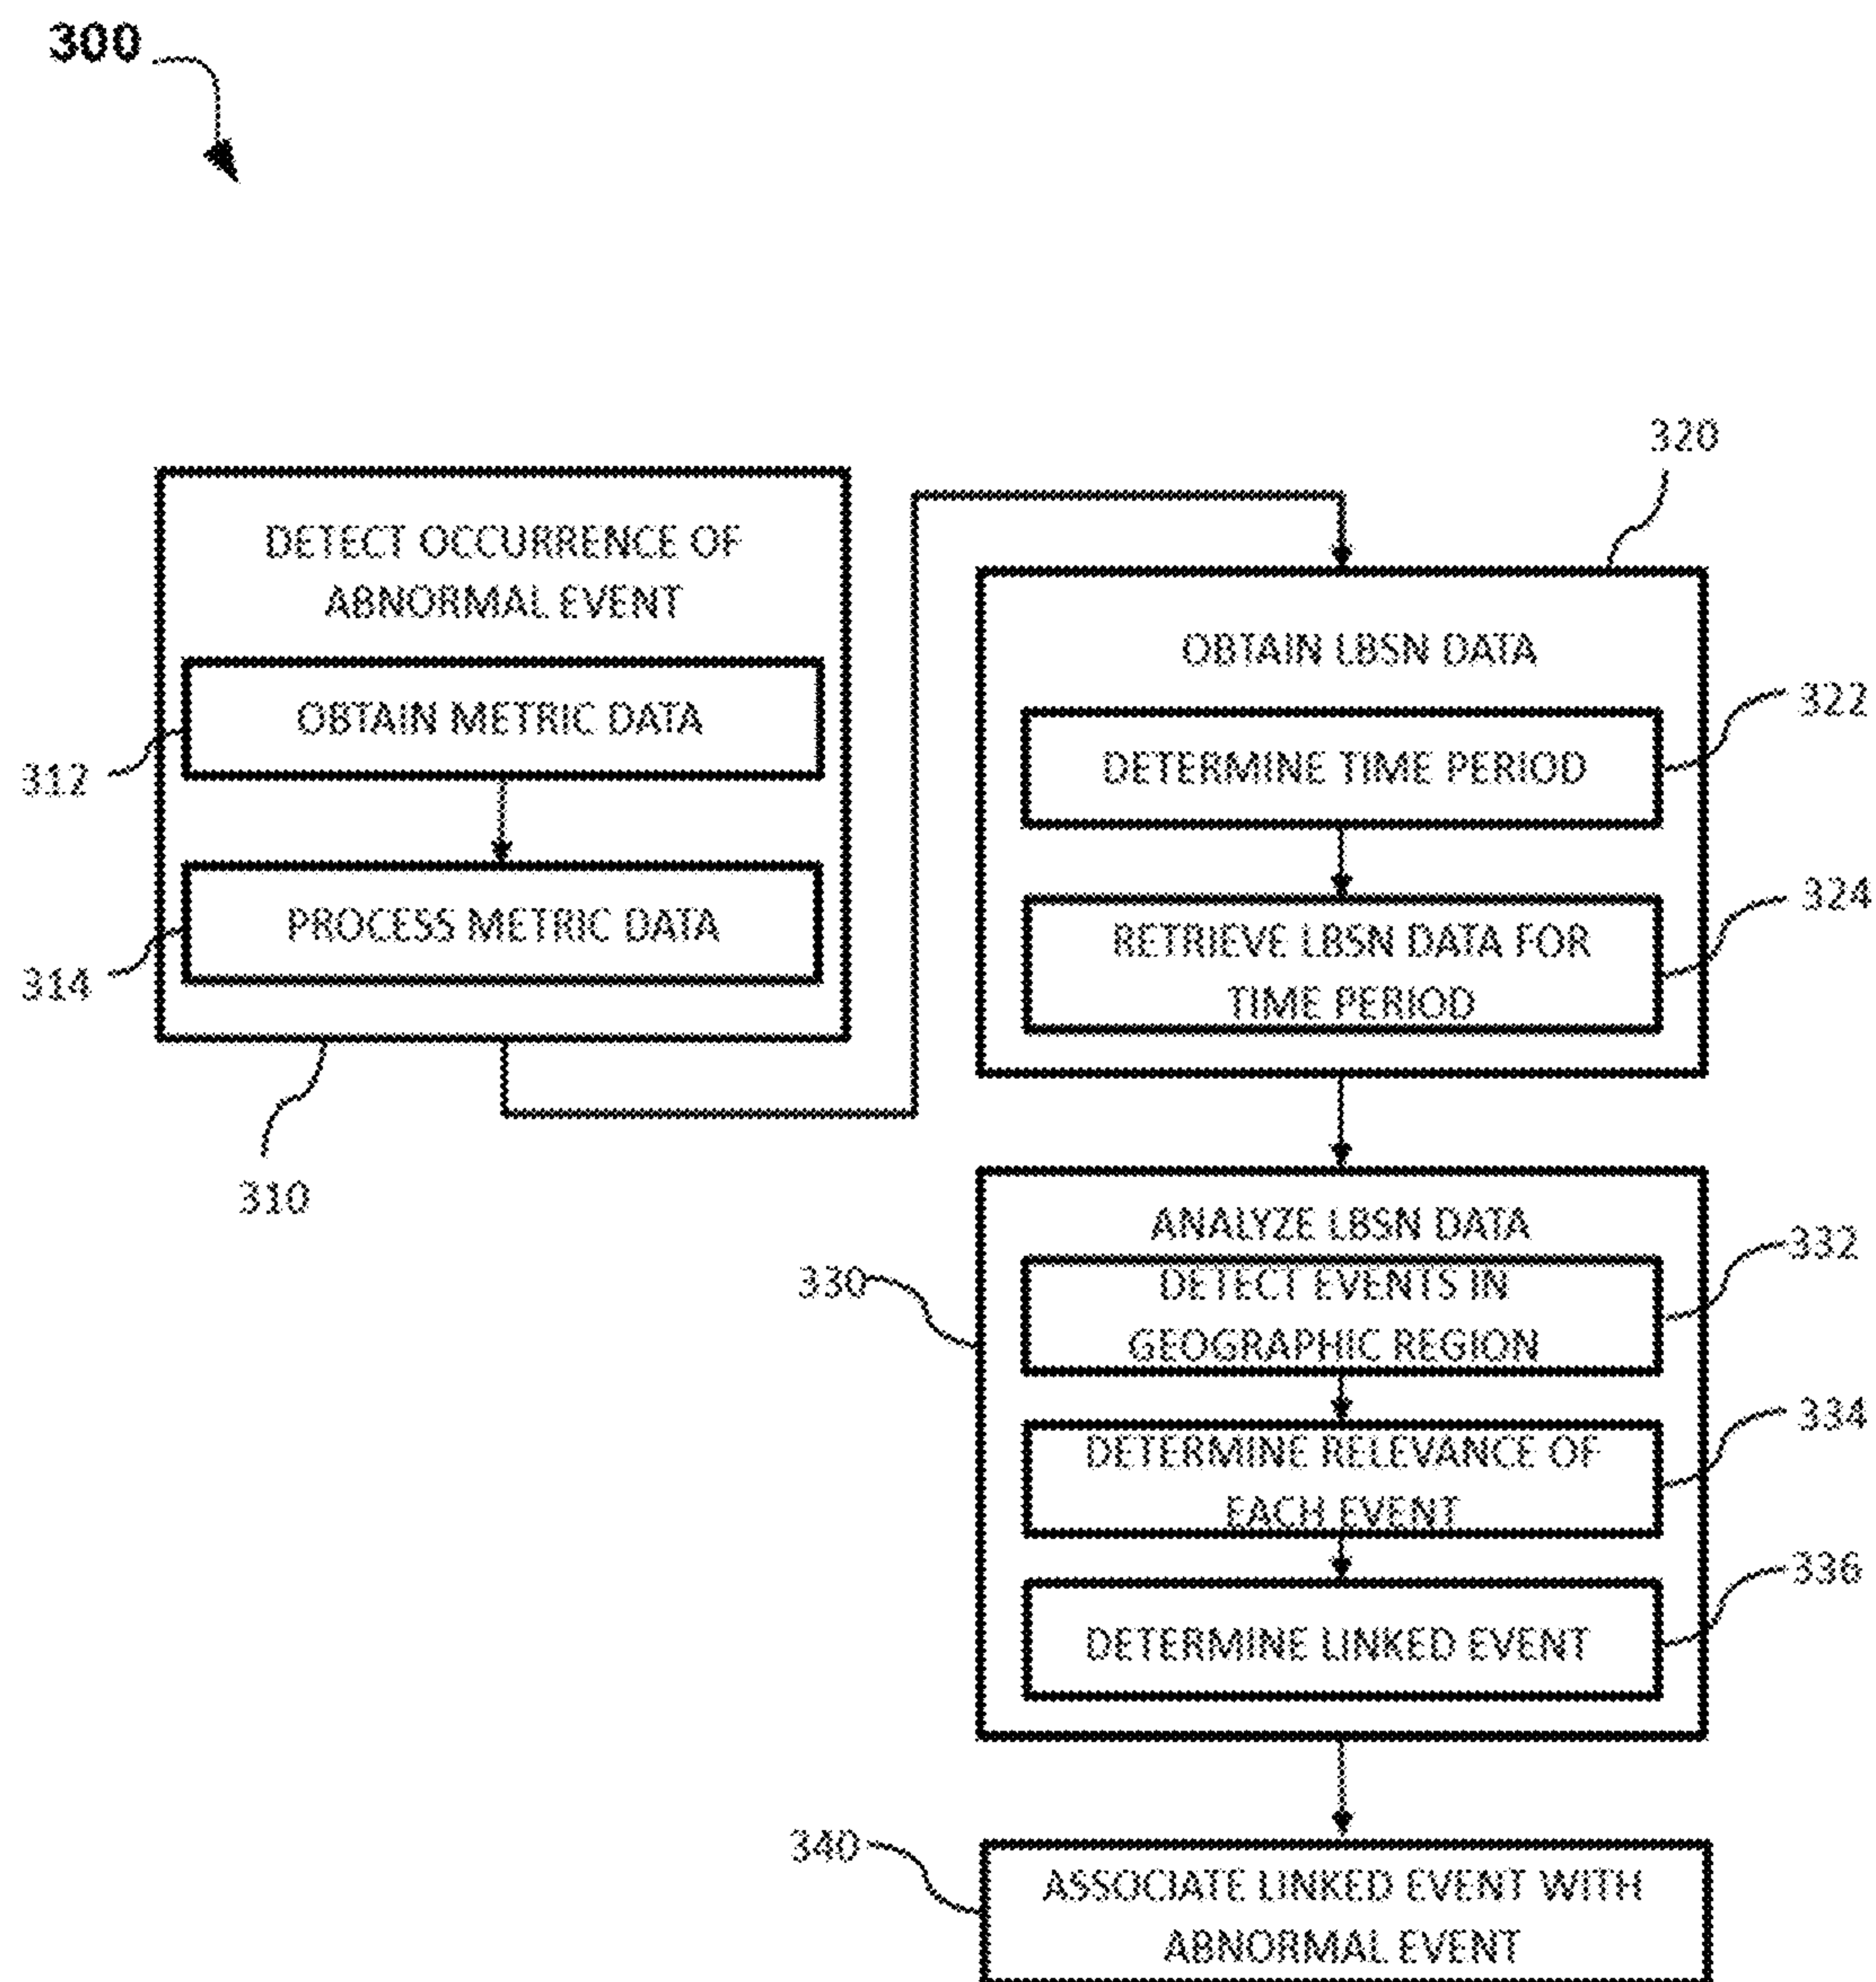 300
DETECT OCCURRENCE OF
ABNORMAL EVENT
OBTAIN METRIC DATA
312
PROCESS METRIC DATA
314
310
320
OBTAIN LBSN DATA
322
DETERMINE TIME PERIOD
324
RETRIEVE LBSN DATA FOR
TIME PERIOD
330
ANALYZE LBSN DATA
332
DETECT EVENTS IN
GEOGRAPHIC REGION
334
DETERMINE RELEVANCE OF
EACH EVENT
336
DETERMINE LINKED EVENT
340
ASSOCIATE LINKED EVENT WITH
ABNORMAL EVENT